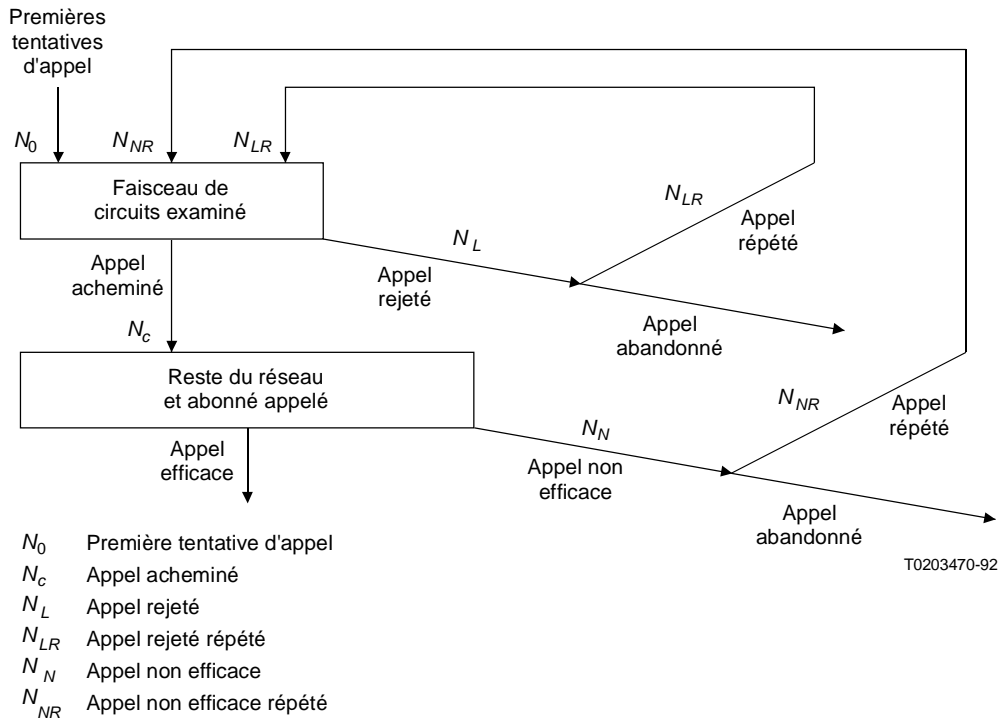 Premières
tentatives
d'appel
N0
NNR
NLR
Faisceau de
circuits examiné
NLR
Appel
répété
NL
Appel
rejeté
Appel
acheminé
Appel
abandonné
Nc
Reste du réseau
et abonné appelé
NNR
Appel
répété
NN
Appel
efficace
Appel non
efficace
Appel
abandonné
T0203470-92
N0 Première tentative d'appel
Nc Appel acheminé
NL Appel rejeté
NLR Appel rejeté répété
NN Appel non efficace
NNR Appel non efficace répété